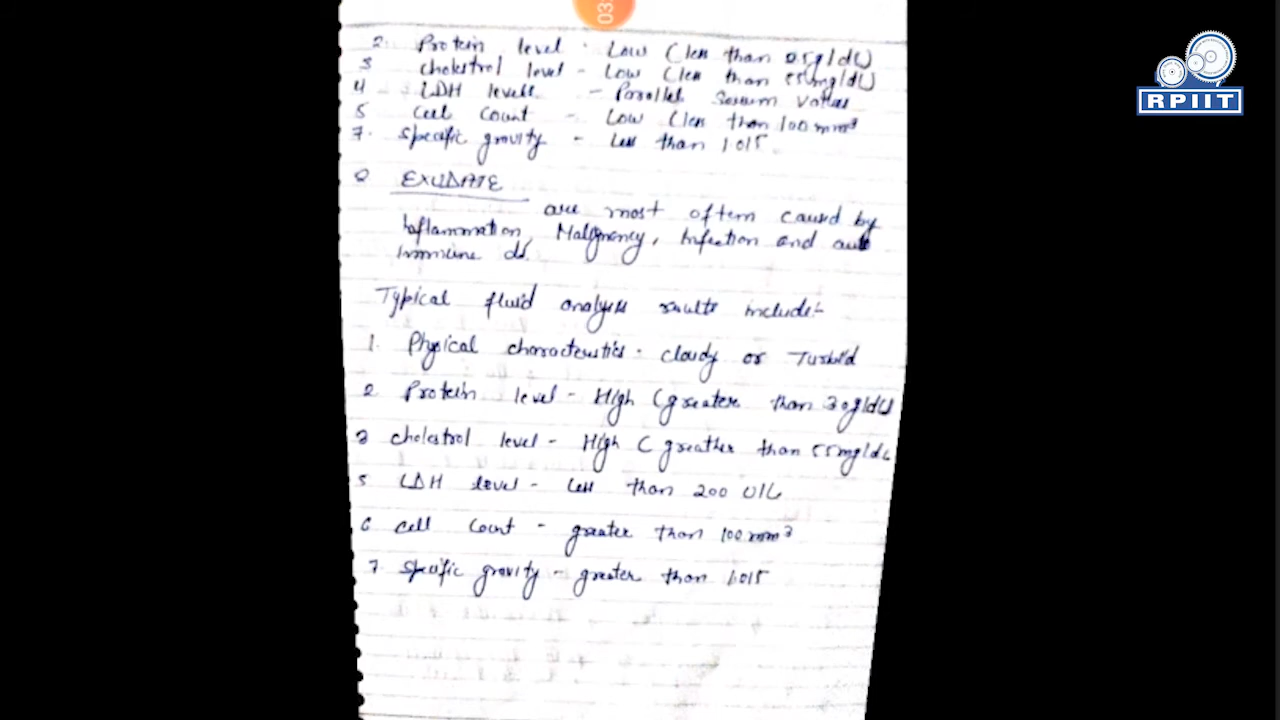 03
RPIIT
2. Protein level - Low (less than 0.5g/dL)
3 Cholestrol level - Low (less than 55mg/dL)
4 LDH levels - Parallel Serum Values
5 Cell Count - Low (less than 100 mm³
7. Specific gravity - Less than 1.015
2 EXUDATE
are most often caused by
Inflammation, Malignancy, Infection and auto
Immune ds.
Typical fluid analysis results include:-
1. Physical characteristics - cloudy or Turbid
2 Protein level - High (greater than 30g/dL)
3 Cholestrol level - High (greather than 55mg/dL
5 LDH level - Less than 200 U/L
6 Cell Count - greater than 100 mm³
7 Specific gravity - greater than 1.015